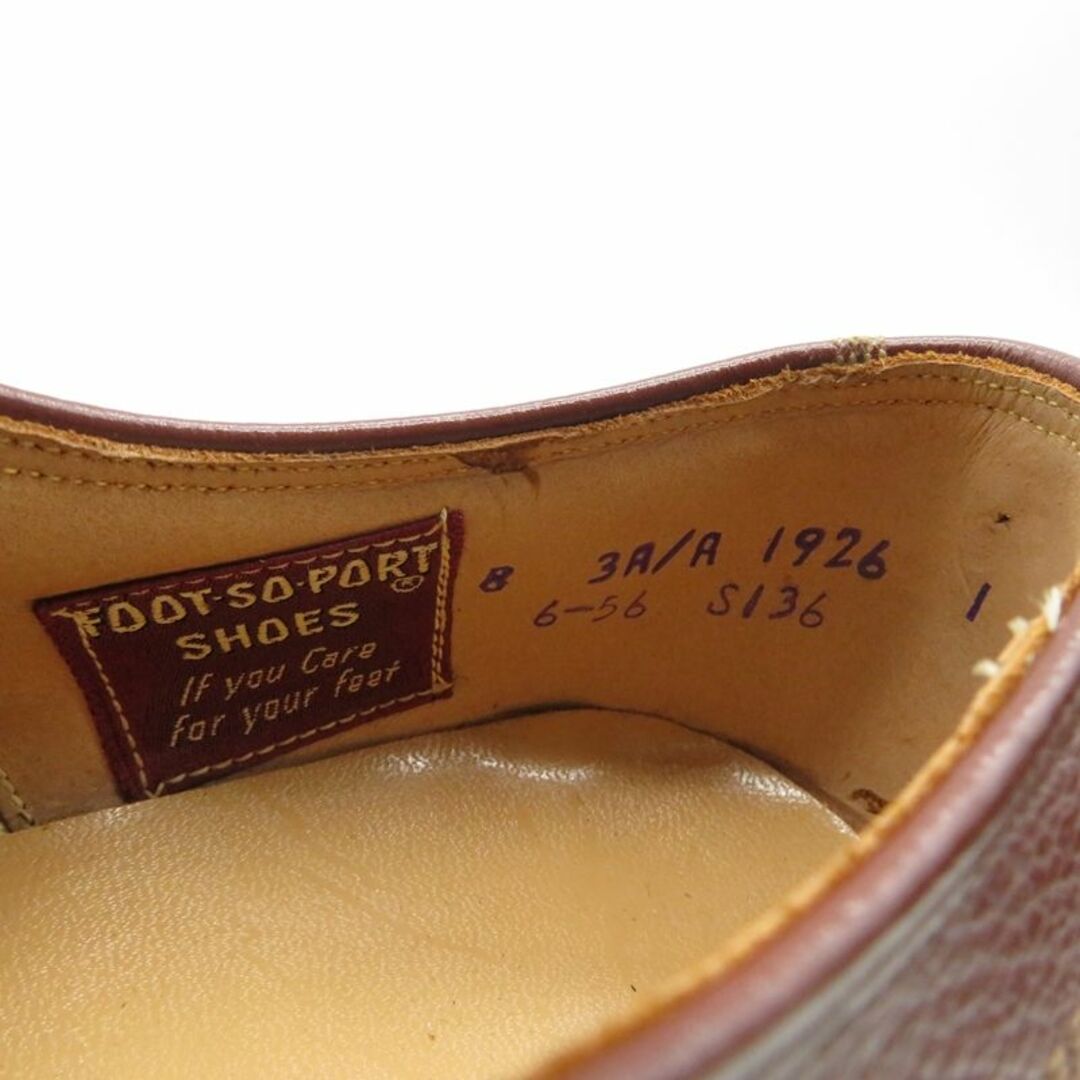 FOOT-SO-PORT®
SHOES
If you Care
for your feet
8 3A/A 1926
6-56 S136 1